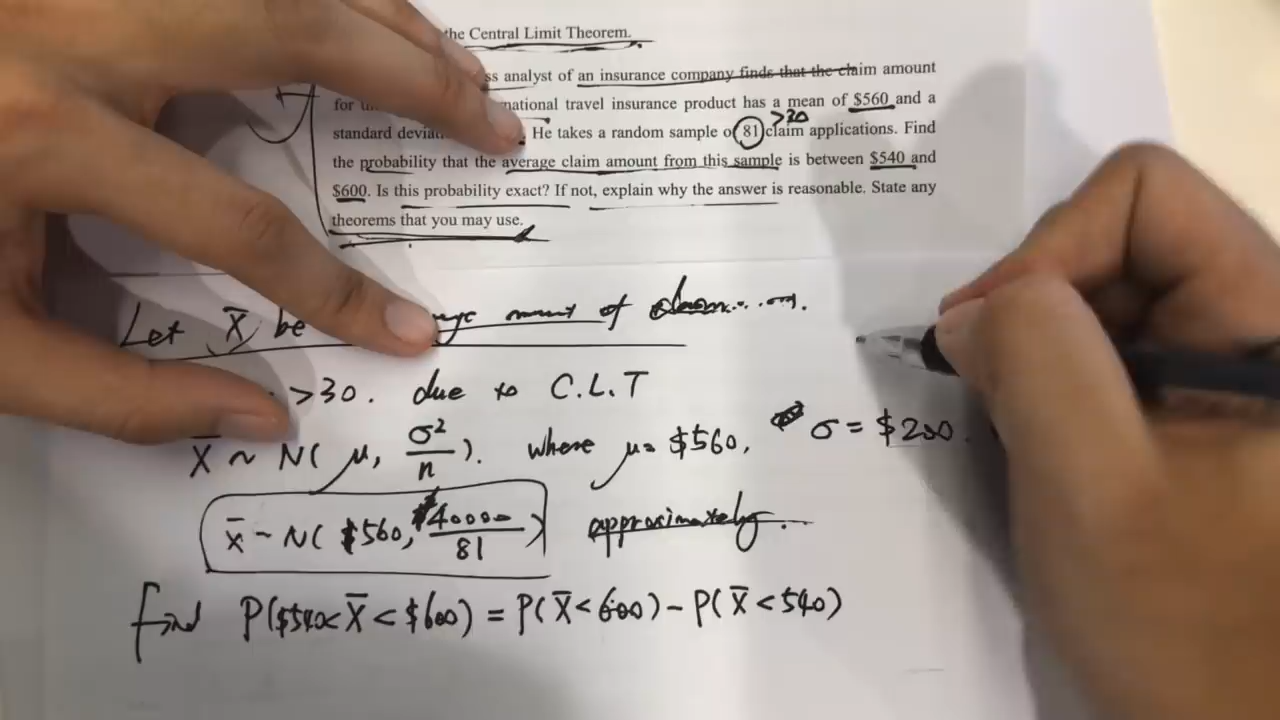 the Central Limit Theorem.
ss analyst of an insurance company finds that the claim amount
for national travel insurance product has a mean of $560 and a
>30
standard devia He takes a random sample of 81 claim applications. Find
the probability that the average claim amount from this sample is between $540 and
$600. Is this probability exact? If not, explain why the answer is reasonable. State any
theorems that you may use.
Let X̄ be of
>30. due to C.L.T
X̄ ~ N( μ, σ²/n ). where μ= $560, σ = $200.
x̄ ~ N( $560, 40000/81 ) approximately.
find P($540< X̄ < $600) = P( X̄ < 600) - P( X̄ < 540)